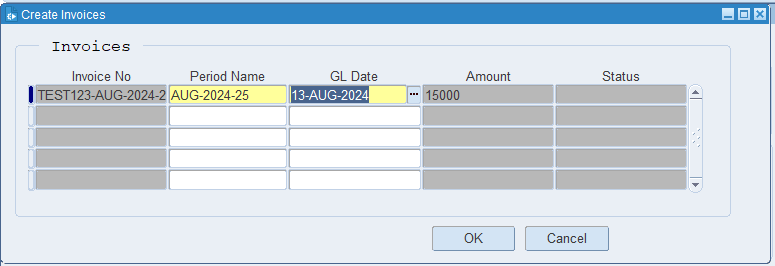 Create Invoices
Invoices
Invoice No Period Name GL Date Amount Status
TEST123-AUG-2024-2 AUG-2024-25 13-AUG-2024 ... 15000
OK Cancel